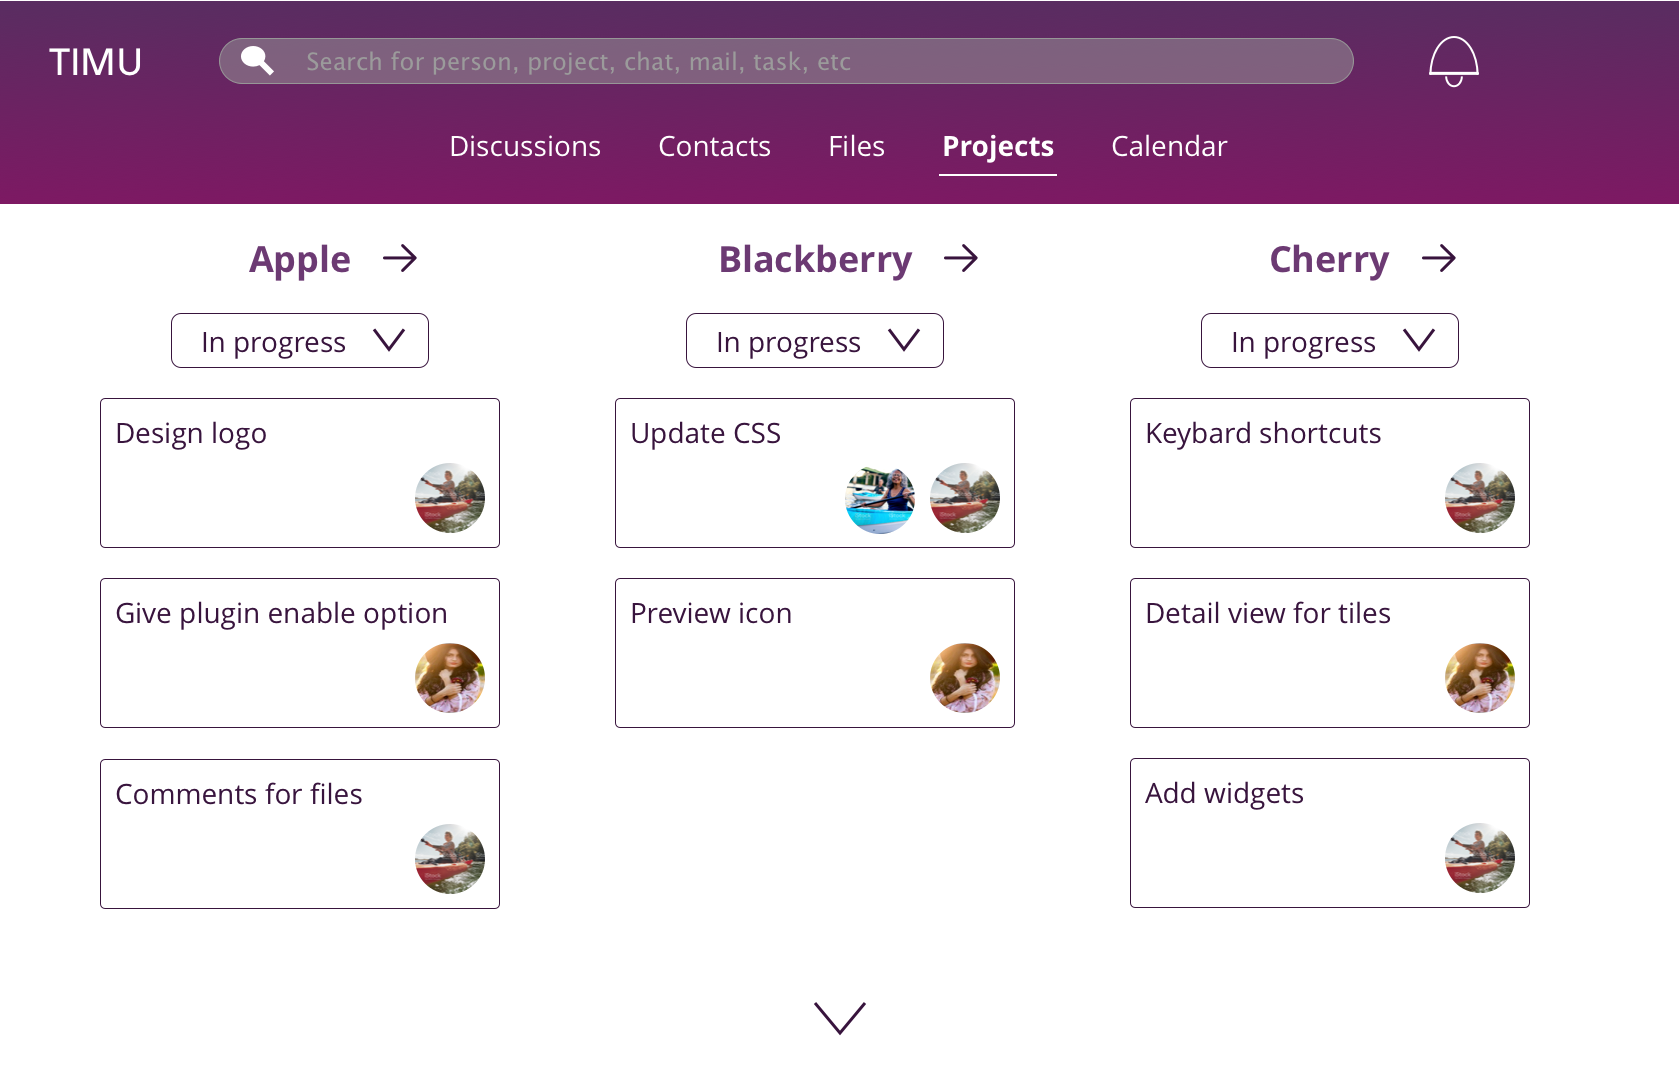 TIMU
Search for person, project, chat, mail, task, etc
Discussions Contacts Files Projects Calendar
Apple
In progress
Design logo
Give plugin enable option
Comments for files
Blackberry
In progress
Update CSS
Preview icon
Cherry
In progress
Keybard shortcuts
Detail view for tiles
Add widgets